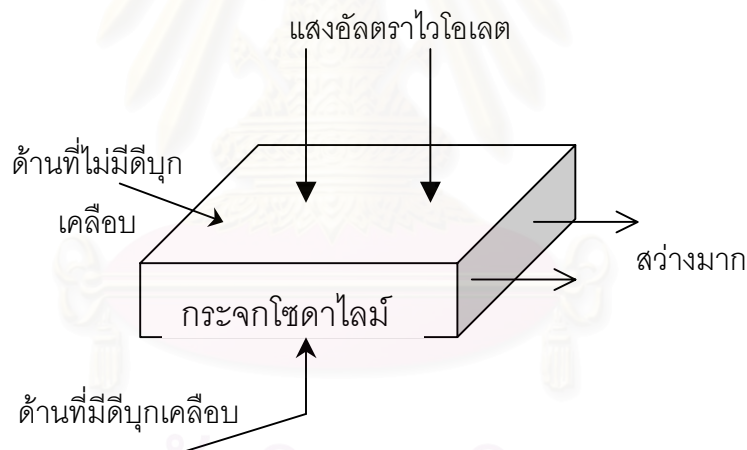 แสงอัลตราไวโอเลต
ด้านที่ไม่มีดีบุก
เคลือบ
สว่างมาก
กระจกโซดาไลม์
ด้านที่มีดีบุกเคลือบ